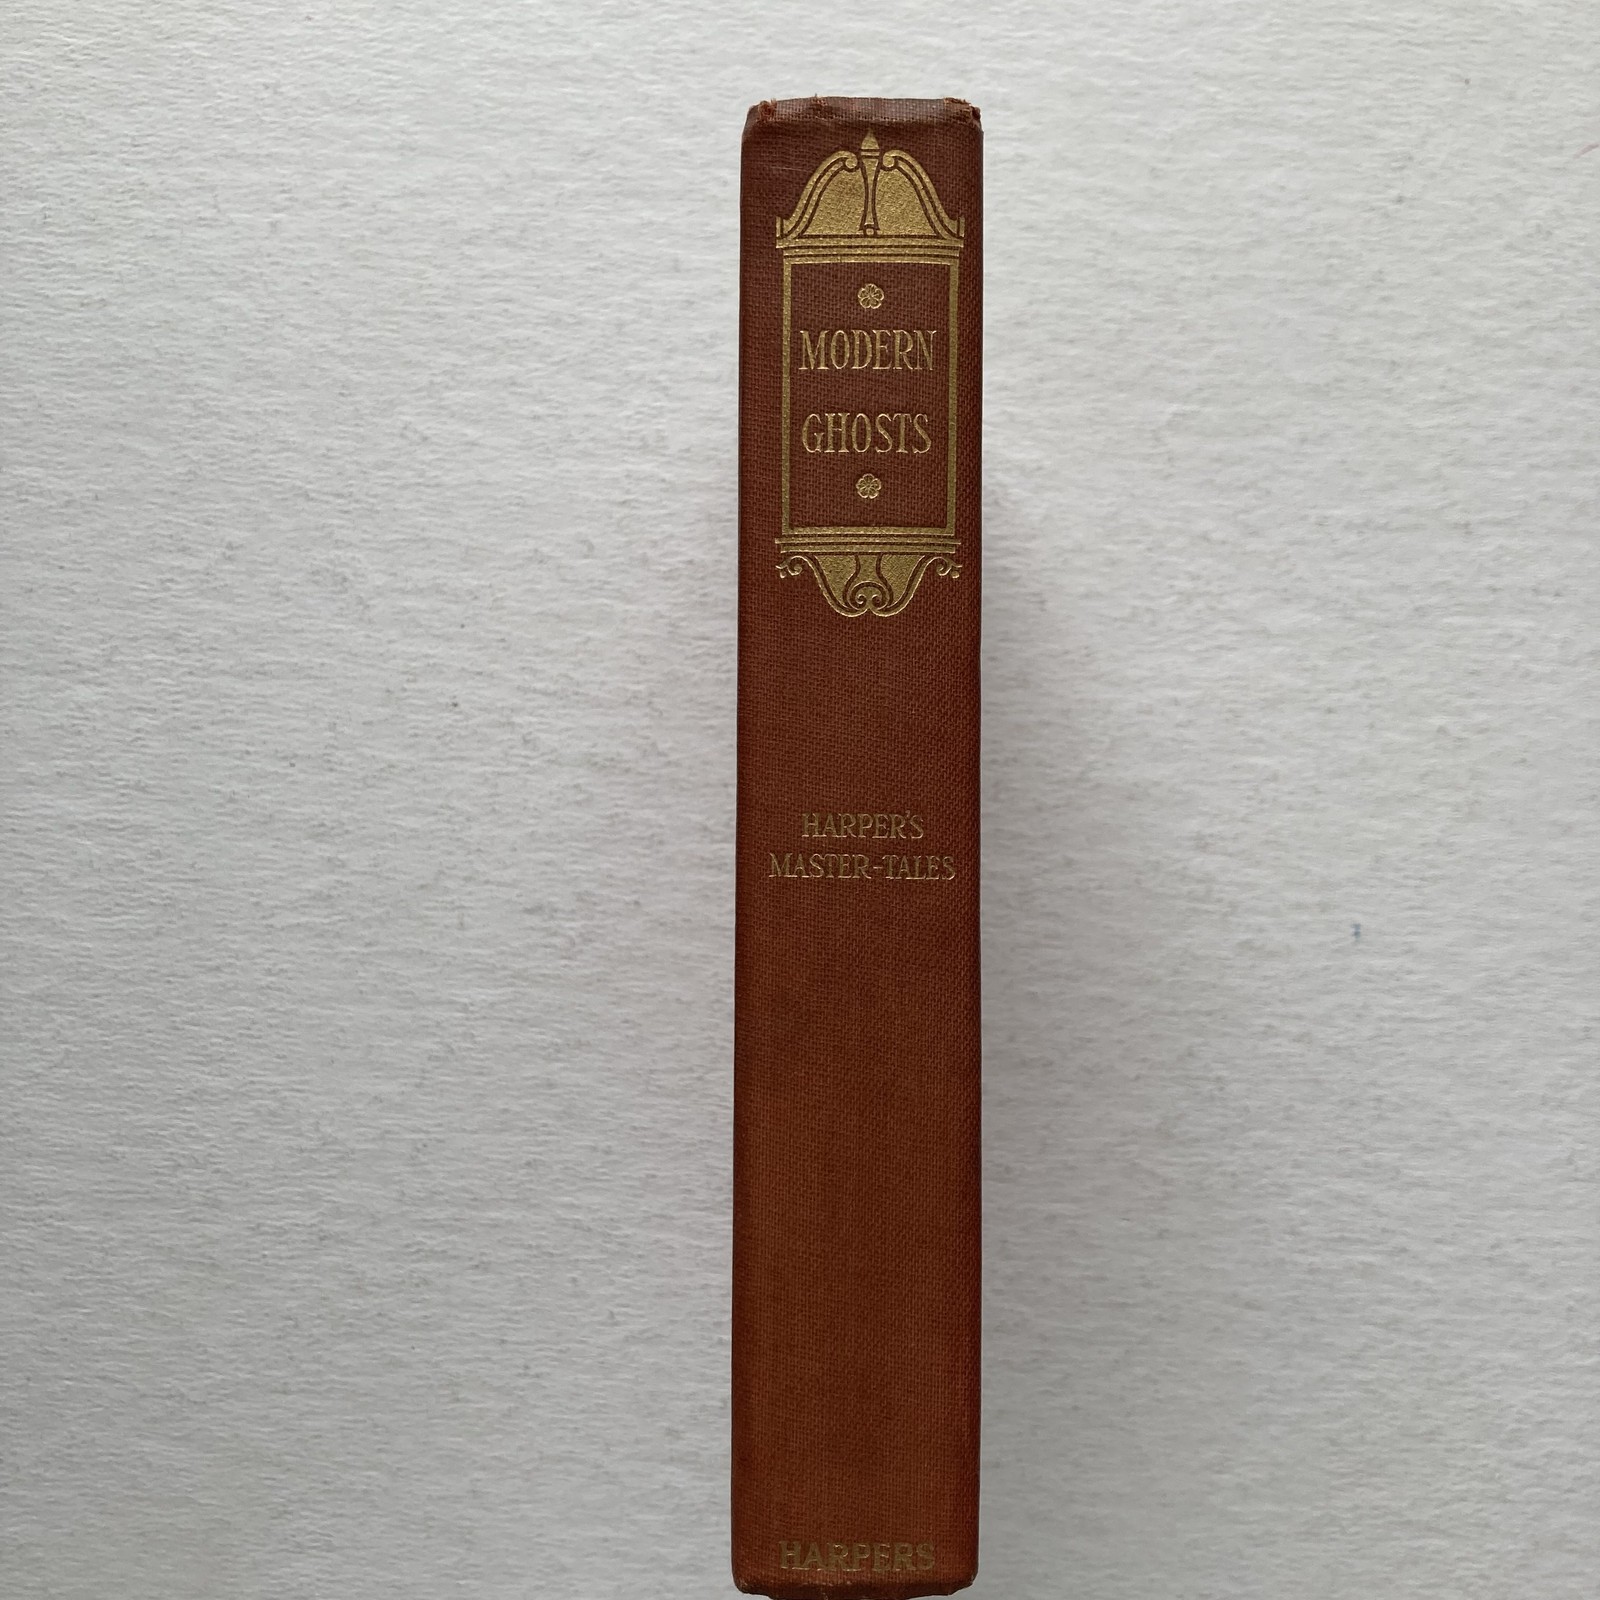 MODERN
GHOSTS
HARPER'S
MASTER-TALES
HARPERS